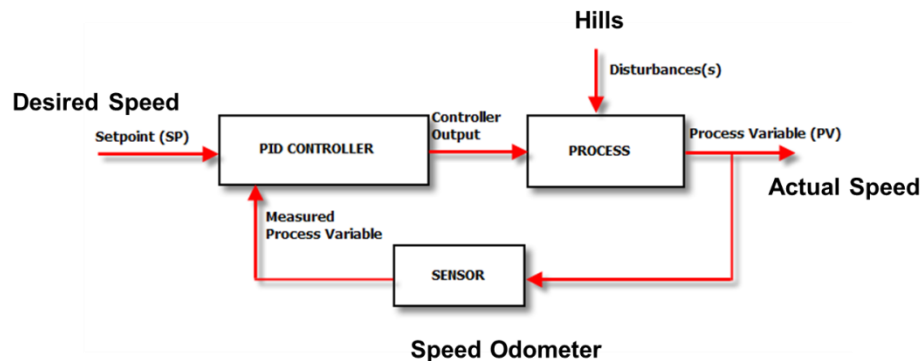 Hills
Disturbances(s)
Desired Speed
Setpoint (SP)
PID CONTROLLER
Controller
Output
PROCESS
Process Variable (PV)
Actual Speed
Measured
Process Variable
SENSOR
Speed Odometer